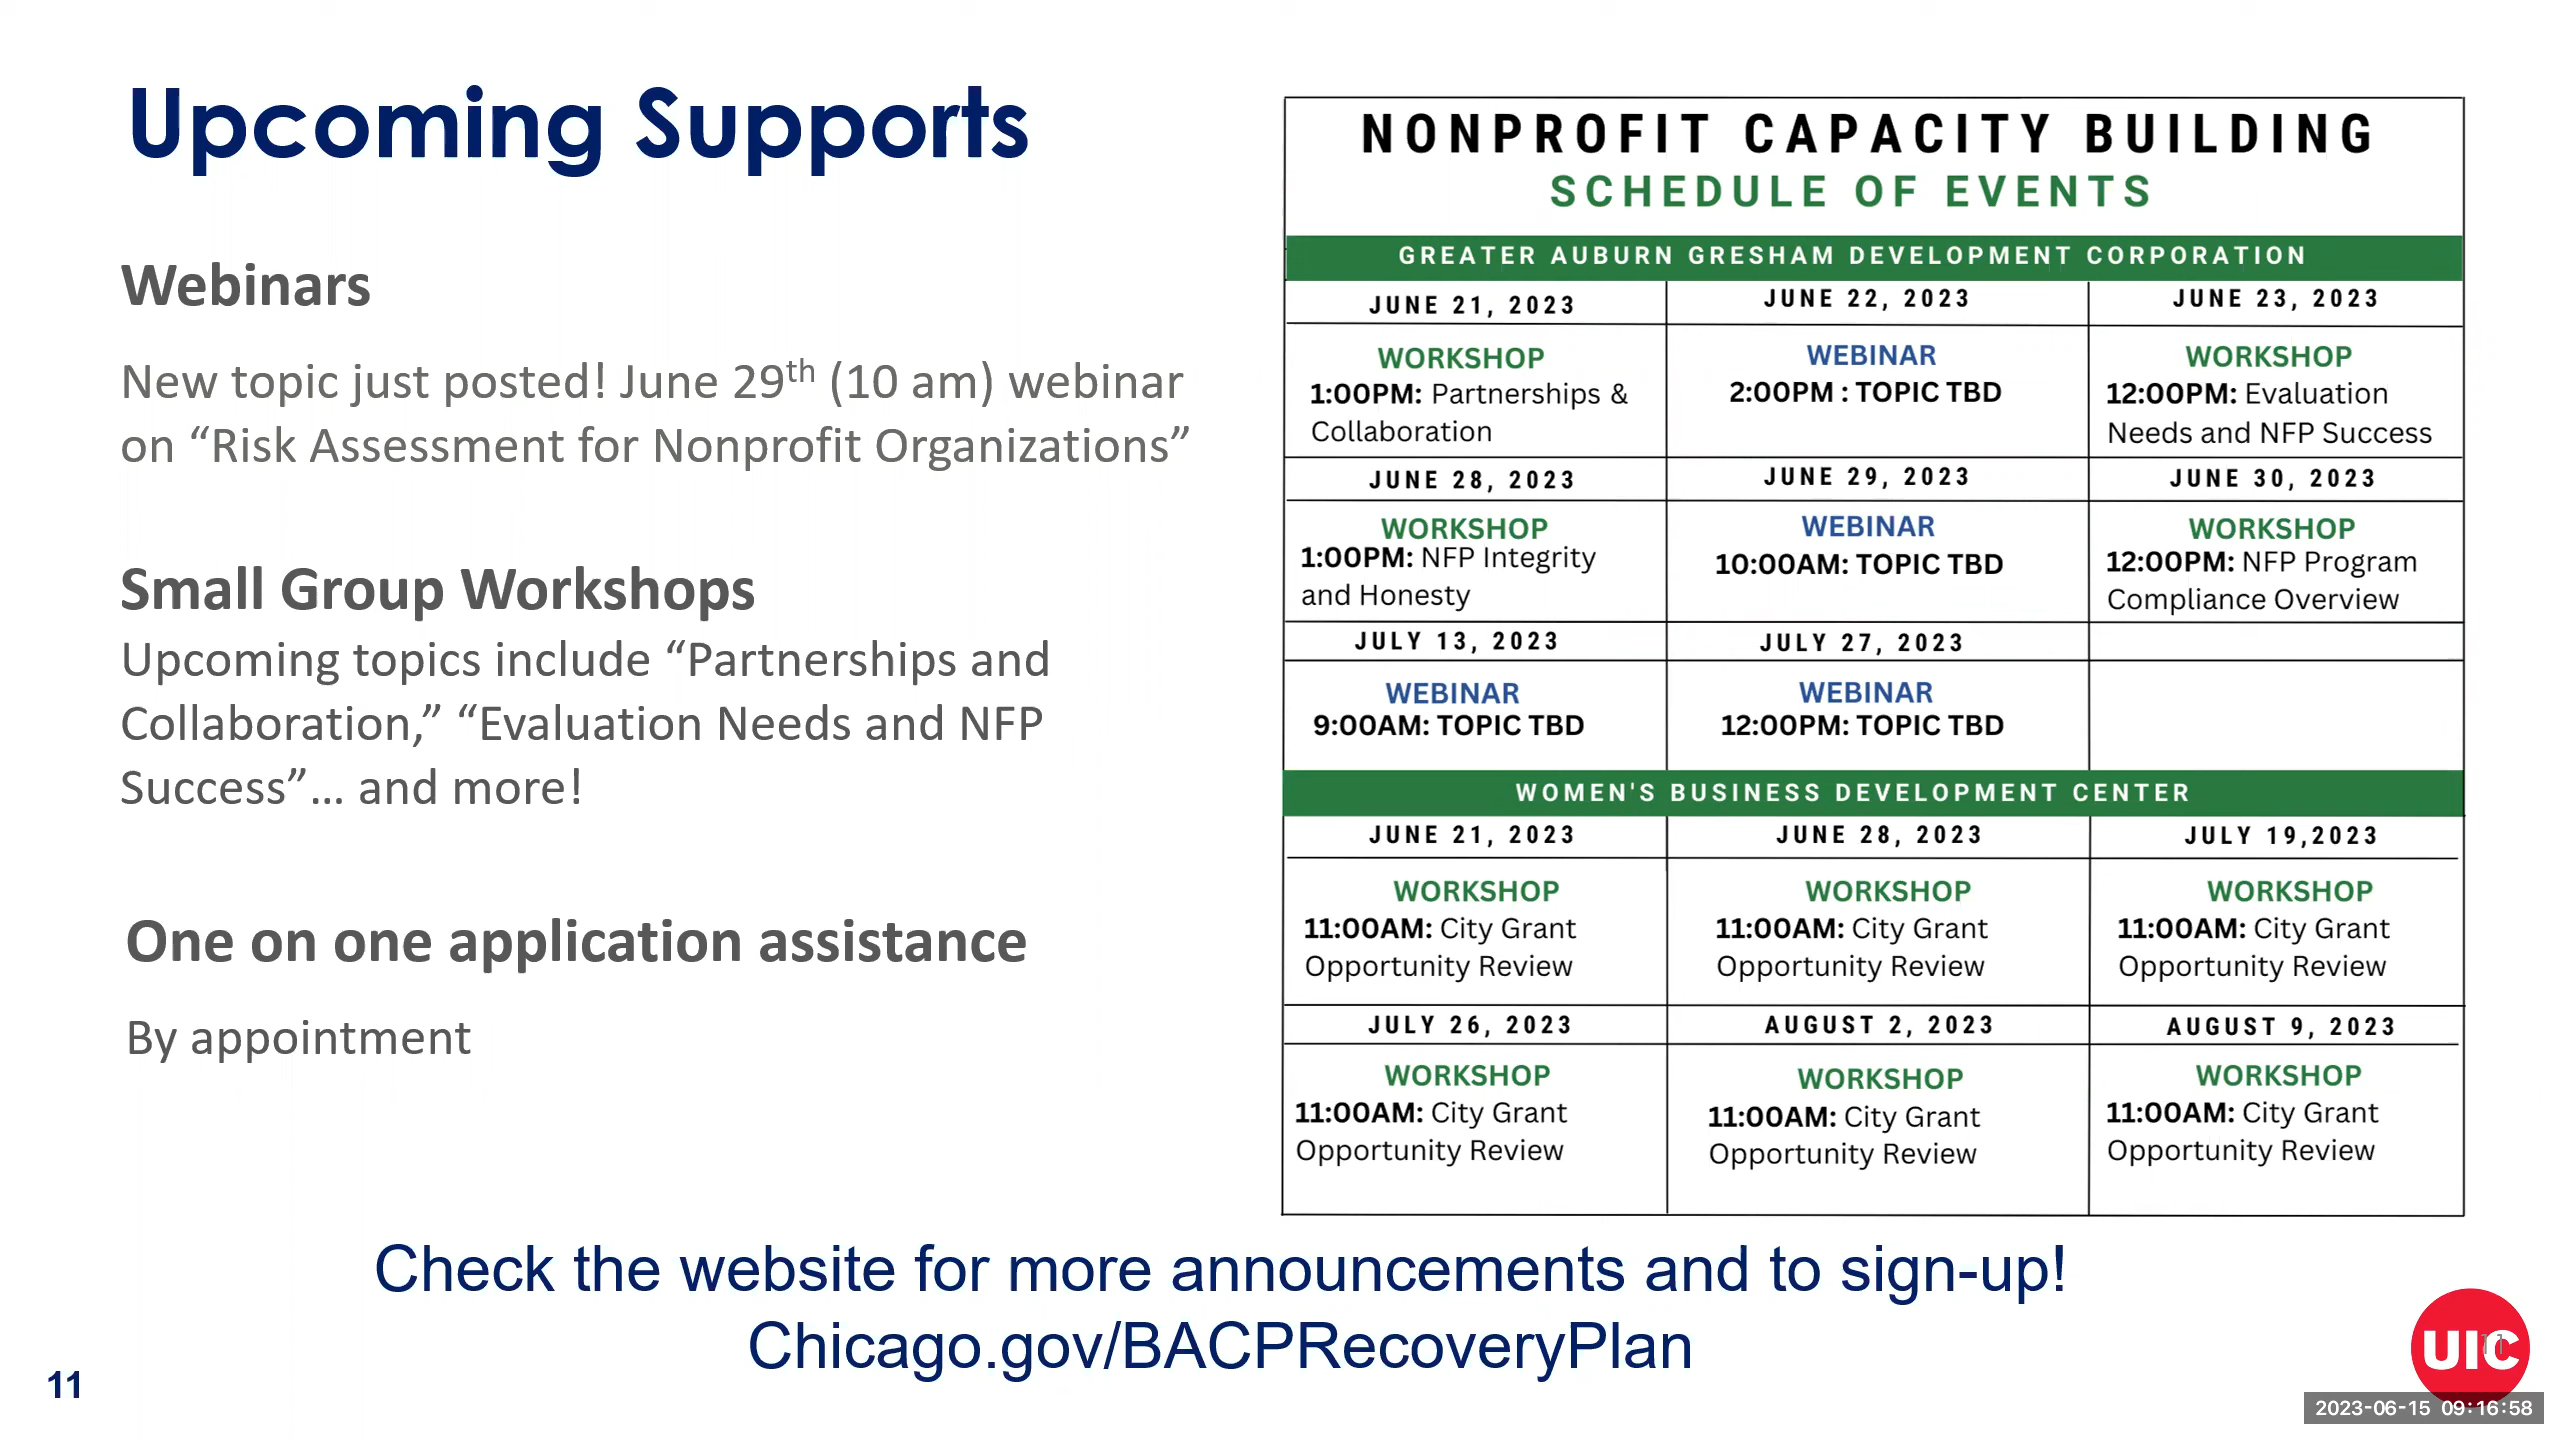 Upcoming Supports
Webinars
New topic just posted! June 29th (10 am) webinar
on “Risk Assessment for Nonprofit Organizations”
Small Group Workshops
Upcoming topics include “Partnerships and
Collaboration,” “Evaluation Needs and NFP
Success”… and more!
One on one application assistance
By appointment
NONPROFIT CAPACITY BUILDING
SCHEDULE OF EVENTS
GREATER AUBURN GRESHAM DEVELOPMENT CORPORATION
JUNE 21, 2023
JUNE 22, 2023
JUNE 23, 2023
WORKSHOP
1:00PM: Partnerships &
Collaboration
WEBINAR
2:00PM : TOPIC TBD
WORKSHOP
12:00PM: Evaluation
Needs and NFP Success
JUNE 28, 2023
JUNE 29, 2023
JUNE 30, 2023
WORKSHOP
1:00PM: NFP Integrity
and Honesty
WEBINAR
10:00AM: TOPIC TBD
WORKSHOP
12:00PM: NFP Program
Compliance Overview
JULY 13, 2023
JULY 27, 2023
WEBINAR
9:00AM: TOPIC TBD
WEBINAR
12:00PM: TOPIC TBD
WOMEN'S BUSINESS DEVELOPMENT CENTER
JUNE 21, 2023
JUNE 28, 2023
JULY 19,2023
WORKSHOP
11:00AM: City Grant
Opportunity Review
WORKSHOP
11:00AM: City Grant
Opportunity Review
WORKSHOP
11:00AM: City Grant
Opportunity Review
JULY 26, 2023
AUGUST 2, 2023
AUGUST 9, 2023
WORKSHOP
11:00AM: City Grant
Opportunity Review
WORKSHOP
11:00AM: City Grant
Opportunity Review
WORKSHOP
11:00AM: City Grant
Opportunity Review
Check the website for more announcements and to sign-up!
Chicago.gov/BACPRecoveryPlan
11
UIC
11
2023-06-15 09:16:58